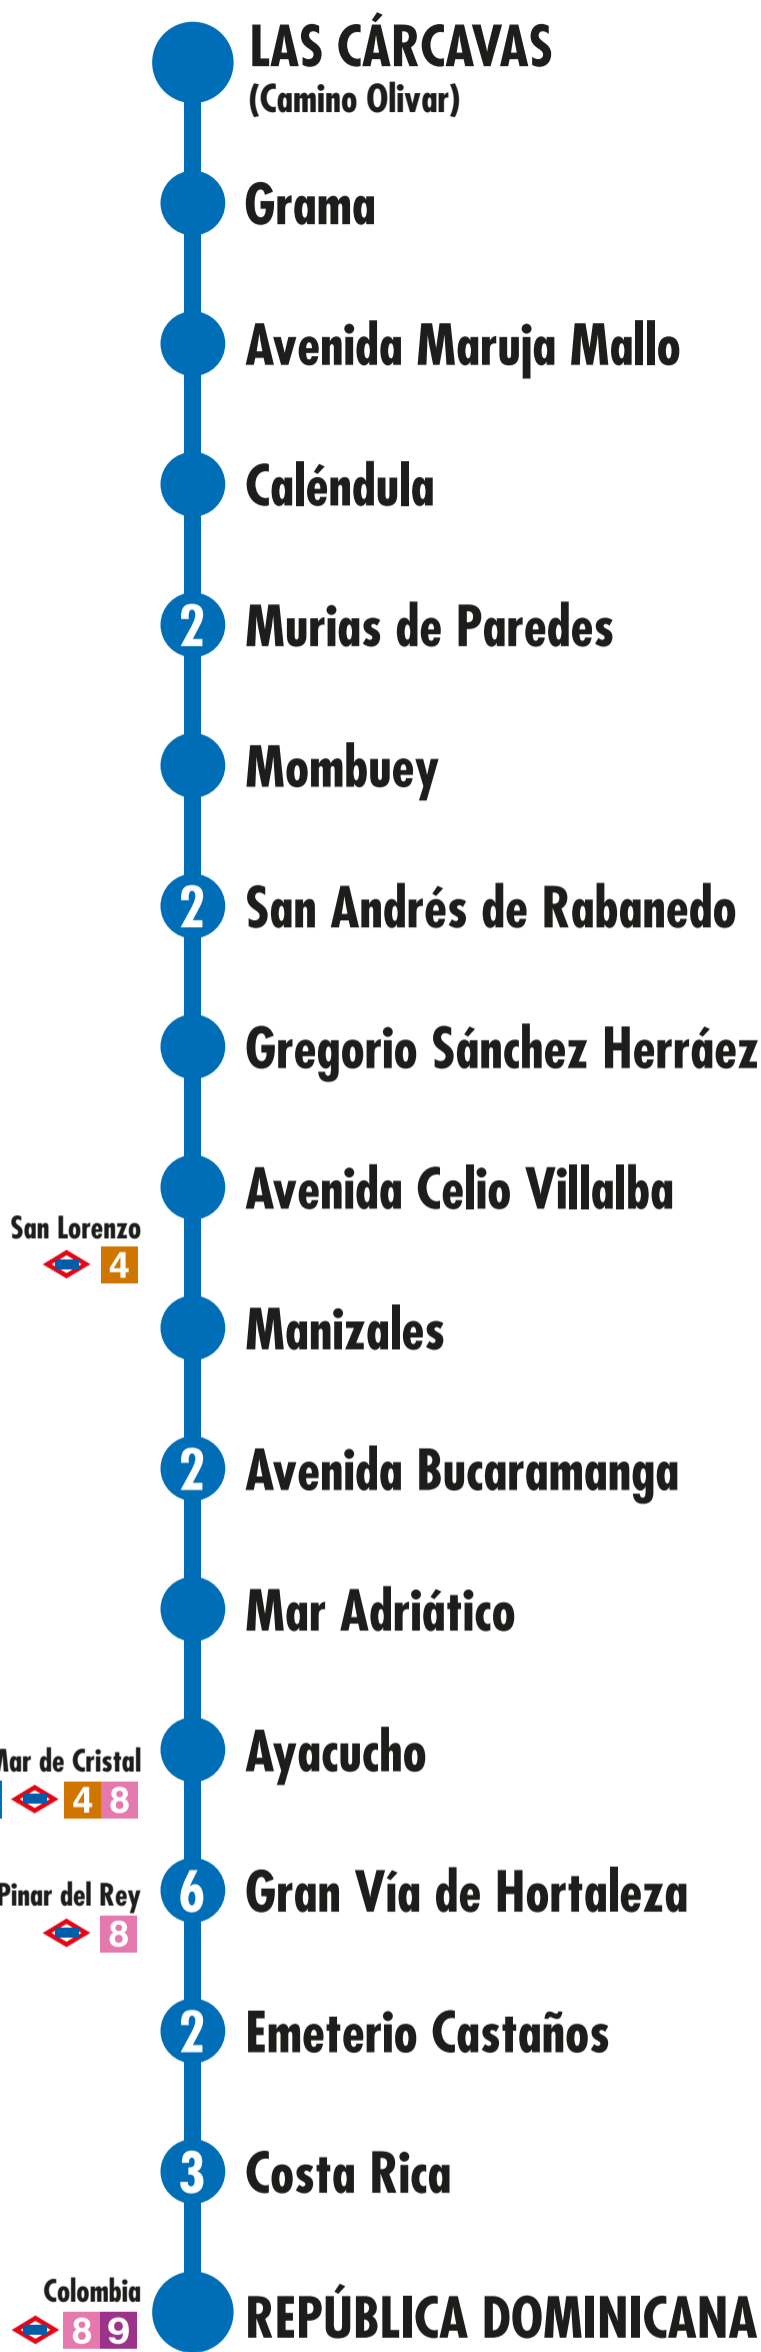 LAS CÁRCAVAS
(Camino Olivar)
Grama
Avenida Maruja Mallo
Caléndula
2 Murias de Paredes
Mombuey
2 San Andrés de Rabanedo
Gregorio Sánchez Herráez
Avenida Celio Villalba
San Lorenzo
4
Manizales
2 Avenida Bucaramanga
Mar Adriático
Ayacucho
Mar de Cristal
4 8
6 Gran Vía de Hortaleza
Pinar del Rey
8
2 Emeterio Castaños
3 Costa Rica
Colombia
8 9
REPÚBLICA DOMINICANA